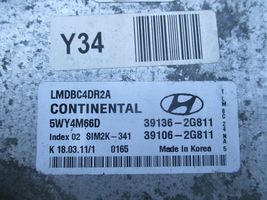 Y34
LMDBC4DR2A
CONTINENTAL
5WY4M66D 39136-2G811
Index 02 SIM2K-341 39106-2G811
K 18.03.11/1 0165 Made in Korea